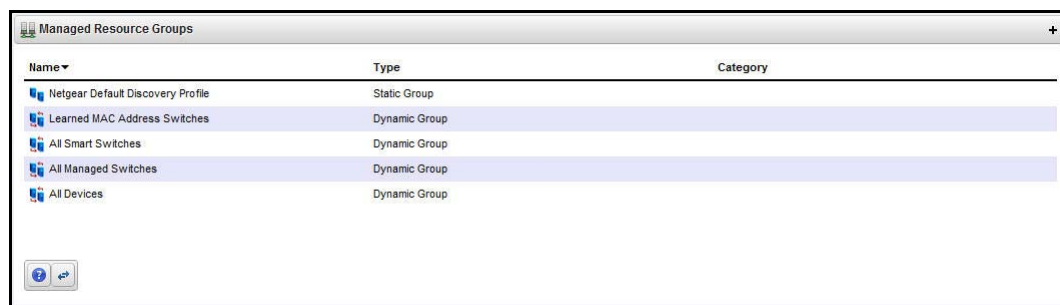 Managed Resource Groups
Name Type Category
Netgear Default Discovery Profile Static Group
Learned MAC Address Switches Dynamic Group
All Smart Switches Dynamic Group
All Managed Switches Dynamic Group
All Devices Dynamic Group